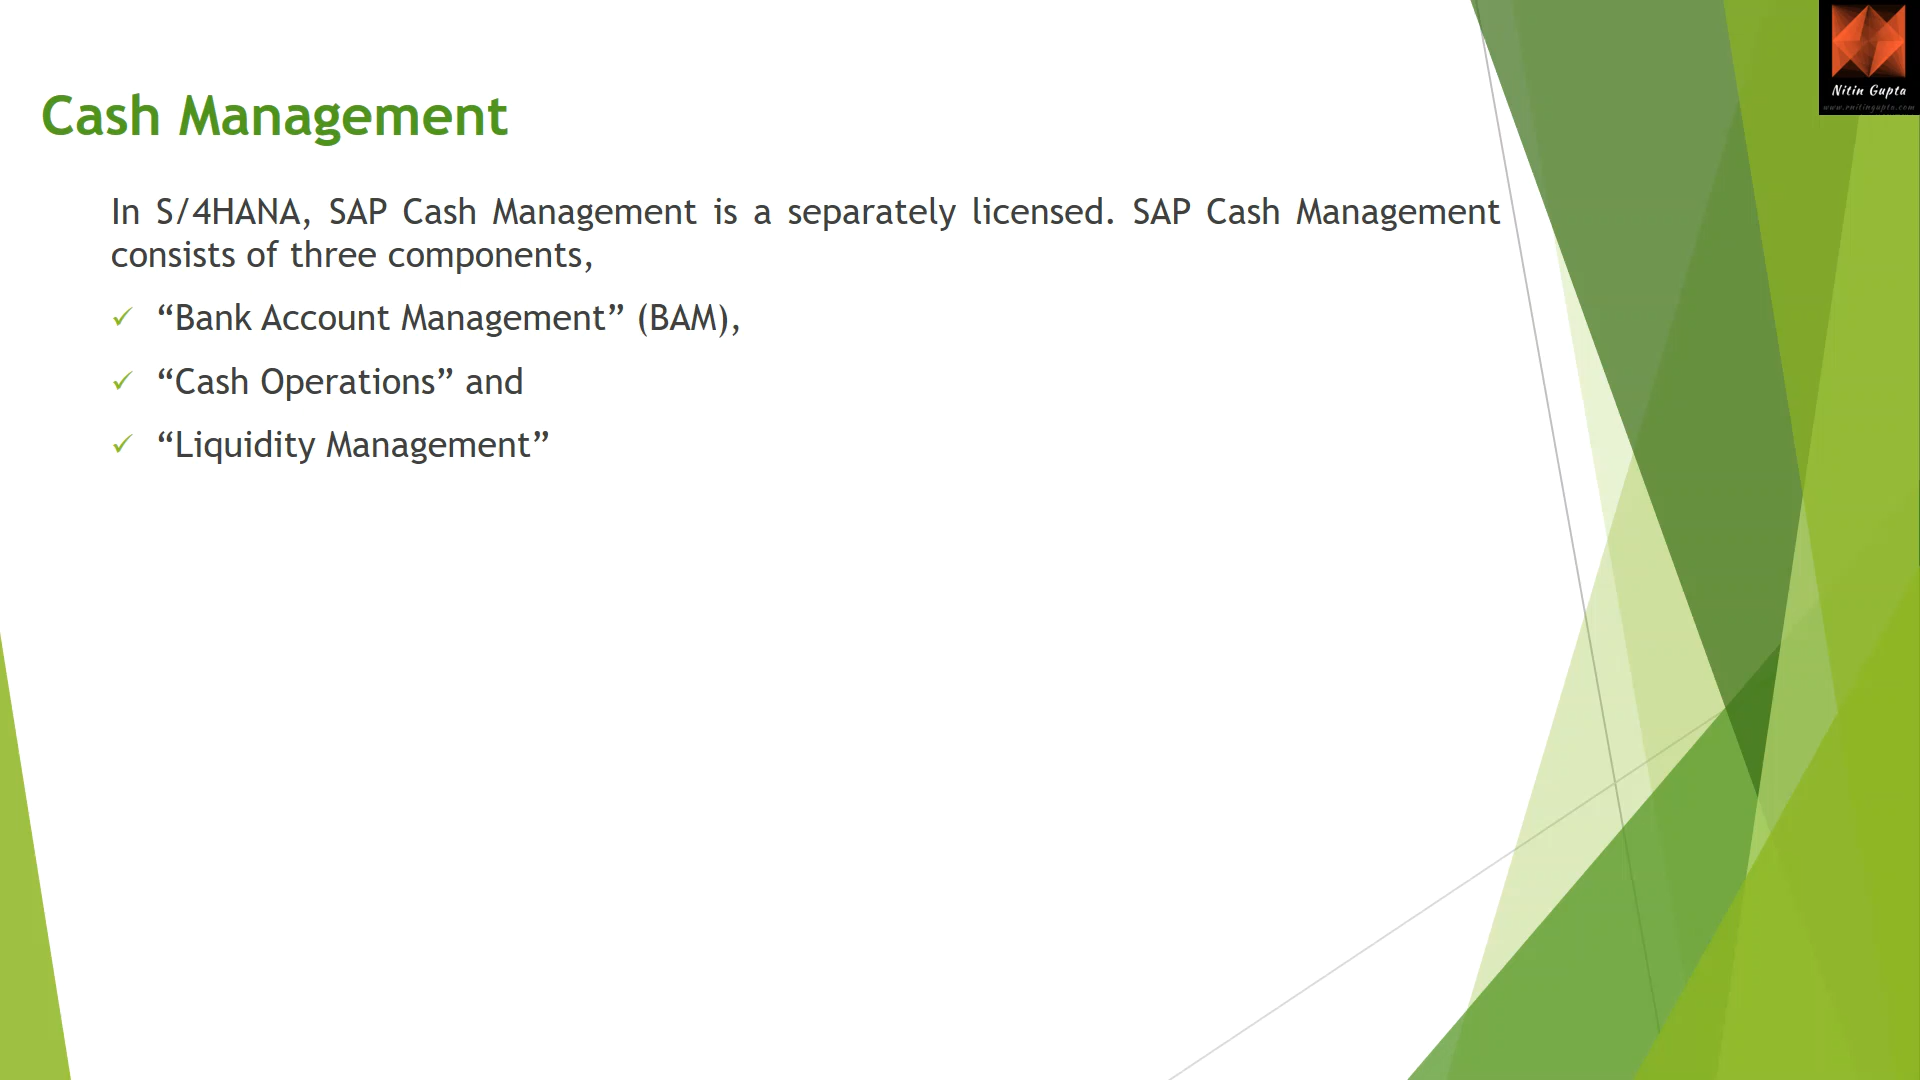 Nitin Gupta
www.rnitingupta.com
Cash Management
In S/4HANA, SAP Cash Management is a separately licensed. SAP Cash Management
consists of three components,
✓ “Bank Account Management” (BAM),
✓ “Cash Operations” and
✓ “Liquidity Management”